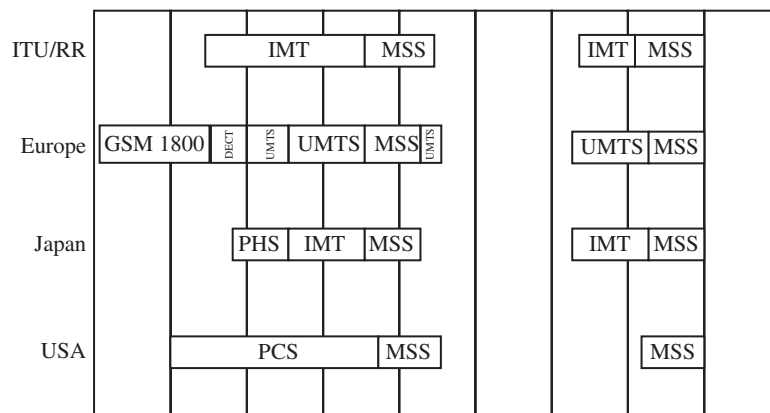 ITU/RR IMT MSS IMT MSS
Europe GSM 1800 DECT UMTS UMTS MSS UMTS UMTS MSS
Japan PHS IMT MSS IMT MSS
USA PCS MSS MSS